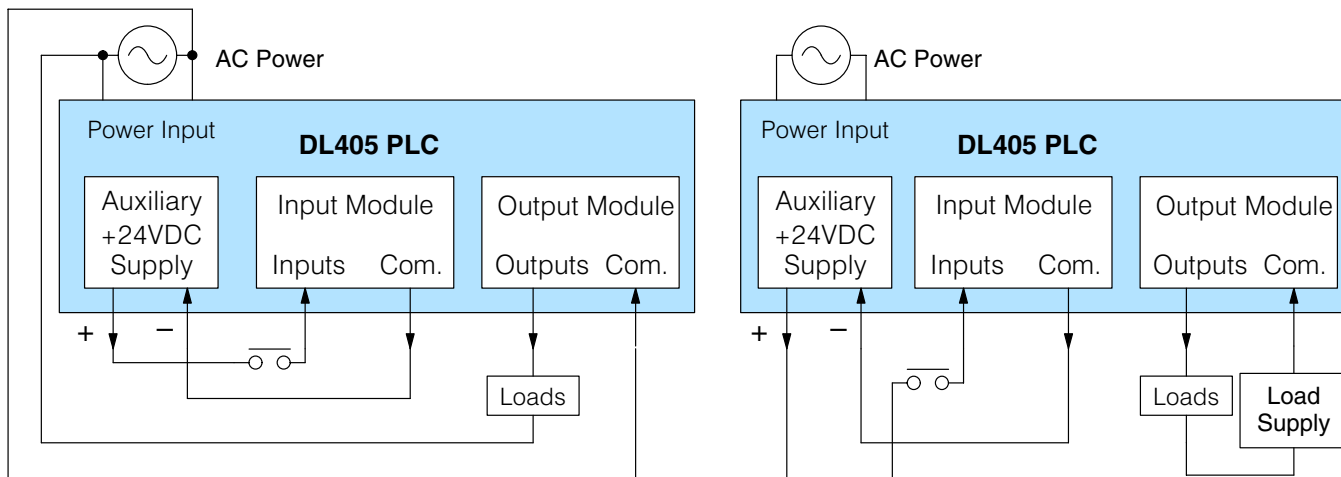 AC Power
Power Input
DL405 PLC
Auxiliary
+24VDC
Supply
Input Module
Inputs Com.
Output Module
Outputs Com.
+ –
Loads
AC Power
Power Input
DL405 PLC
Auxiliary
+24VDC
Supply
Input Module
Inputs Com.
Output Module
Outputs Com.
+ –
Loads
Load
Supply